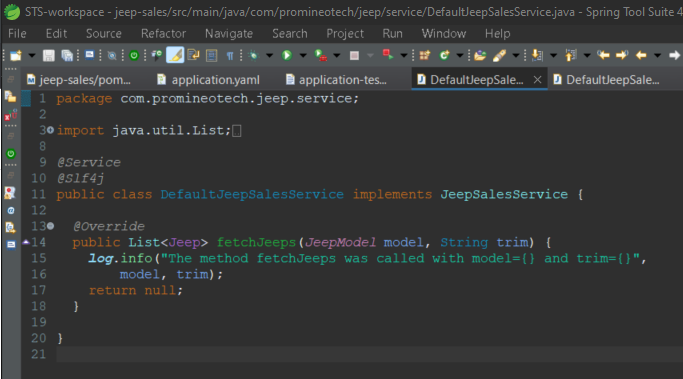 STS-workspace - jeep-sales/src/main/java/com/promineotech/jeep/service/DefaultJeepSalesService.java - Spring Tool Suite 4
File Edit Source Refactor Navigate Search Project Run Window Help
jeep-sales/pom... application.yaml application-tes... DefaultJeepSale... DefaultJeepSale...
1 package com.promineotech.jeep.service;
2
3 import java.util.List;
8
9 @Service
10 @Slf4j
11 public class DefaultJeepSalesService implements JeepSalesService {
12
13 @Override
14 public List<Jeep> fetchJeeps(JeepModel model, String trim) {
15 log.info("The method fetchJeeps was called with model={} and trim={}",
16 model, trim);
17 return null;
18 }
19
20 }
21